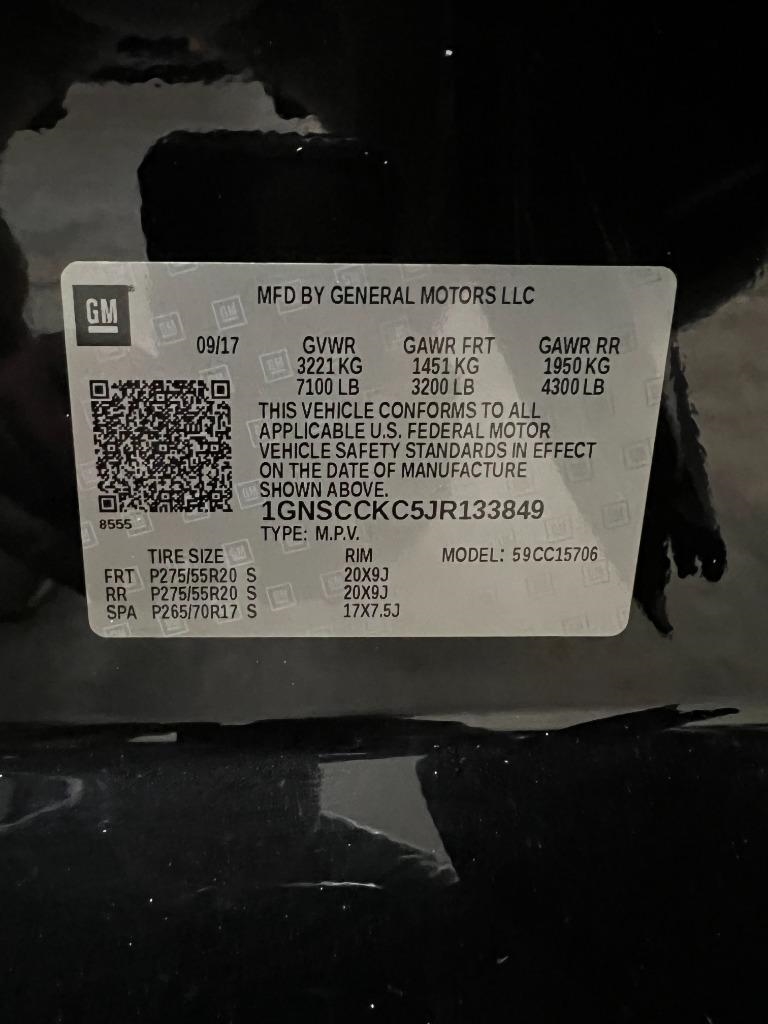 GM
MFD BY GENERAL MOTORS LLC
09/17 GVWR GAWR FRT GAWR RR
3221 KG 1451 KG 1950 KG
7100 LB 3200 LB 4300 LB
THIS VEHICLE CONFORMS TO ALL
APPLICABLE U.S. FEDERAL MOTOR
VEHICLE SAFETY STANDARDS IN EFFECT
ON THE DATE OF MANUFACTURE
SHOWN ABOVE.
8555
1GNSCCKC5JR133849
TYPE: M.P.V.
TIRE SIZE RIM MODEL: 59CC15706
FRT P275/55R20 S 20X9J
RR P275/55R20 S 20X9J
SPA P265/70R17 S 17X7.5J